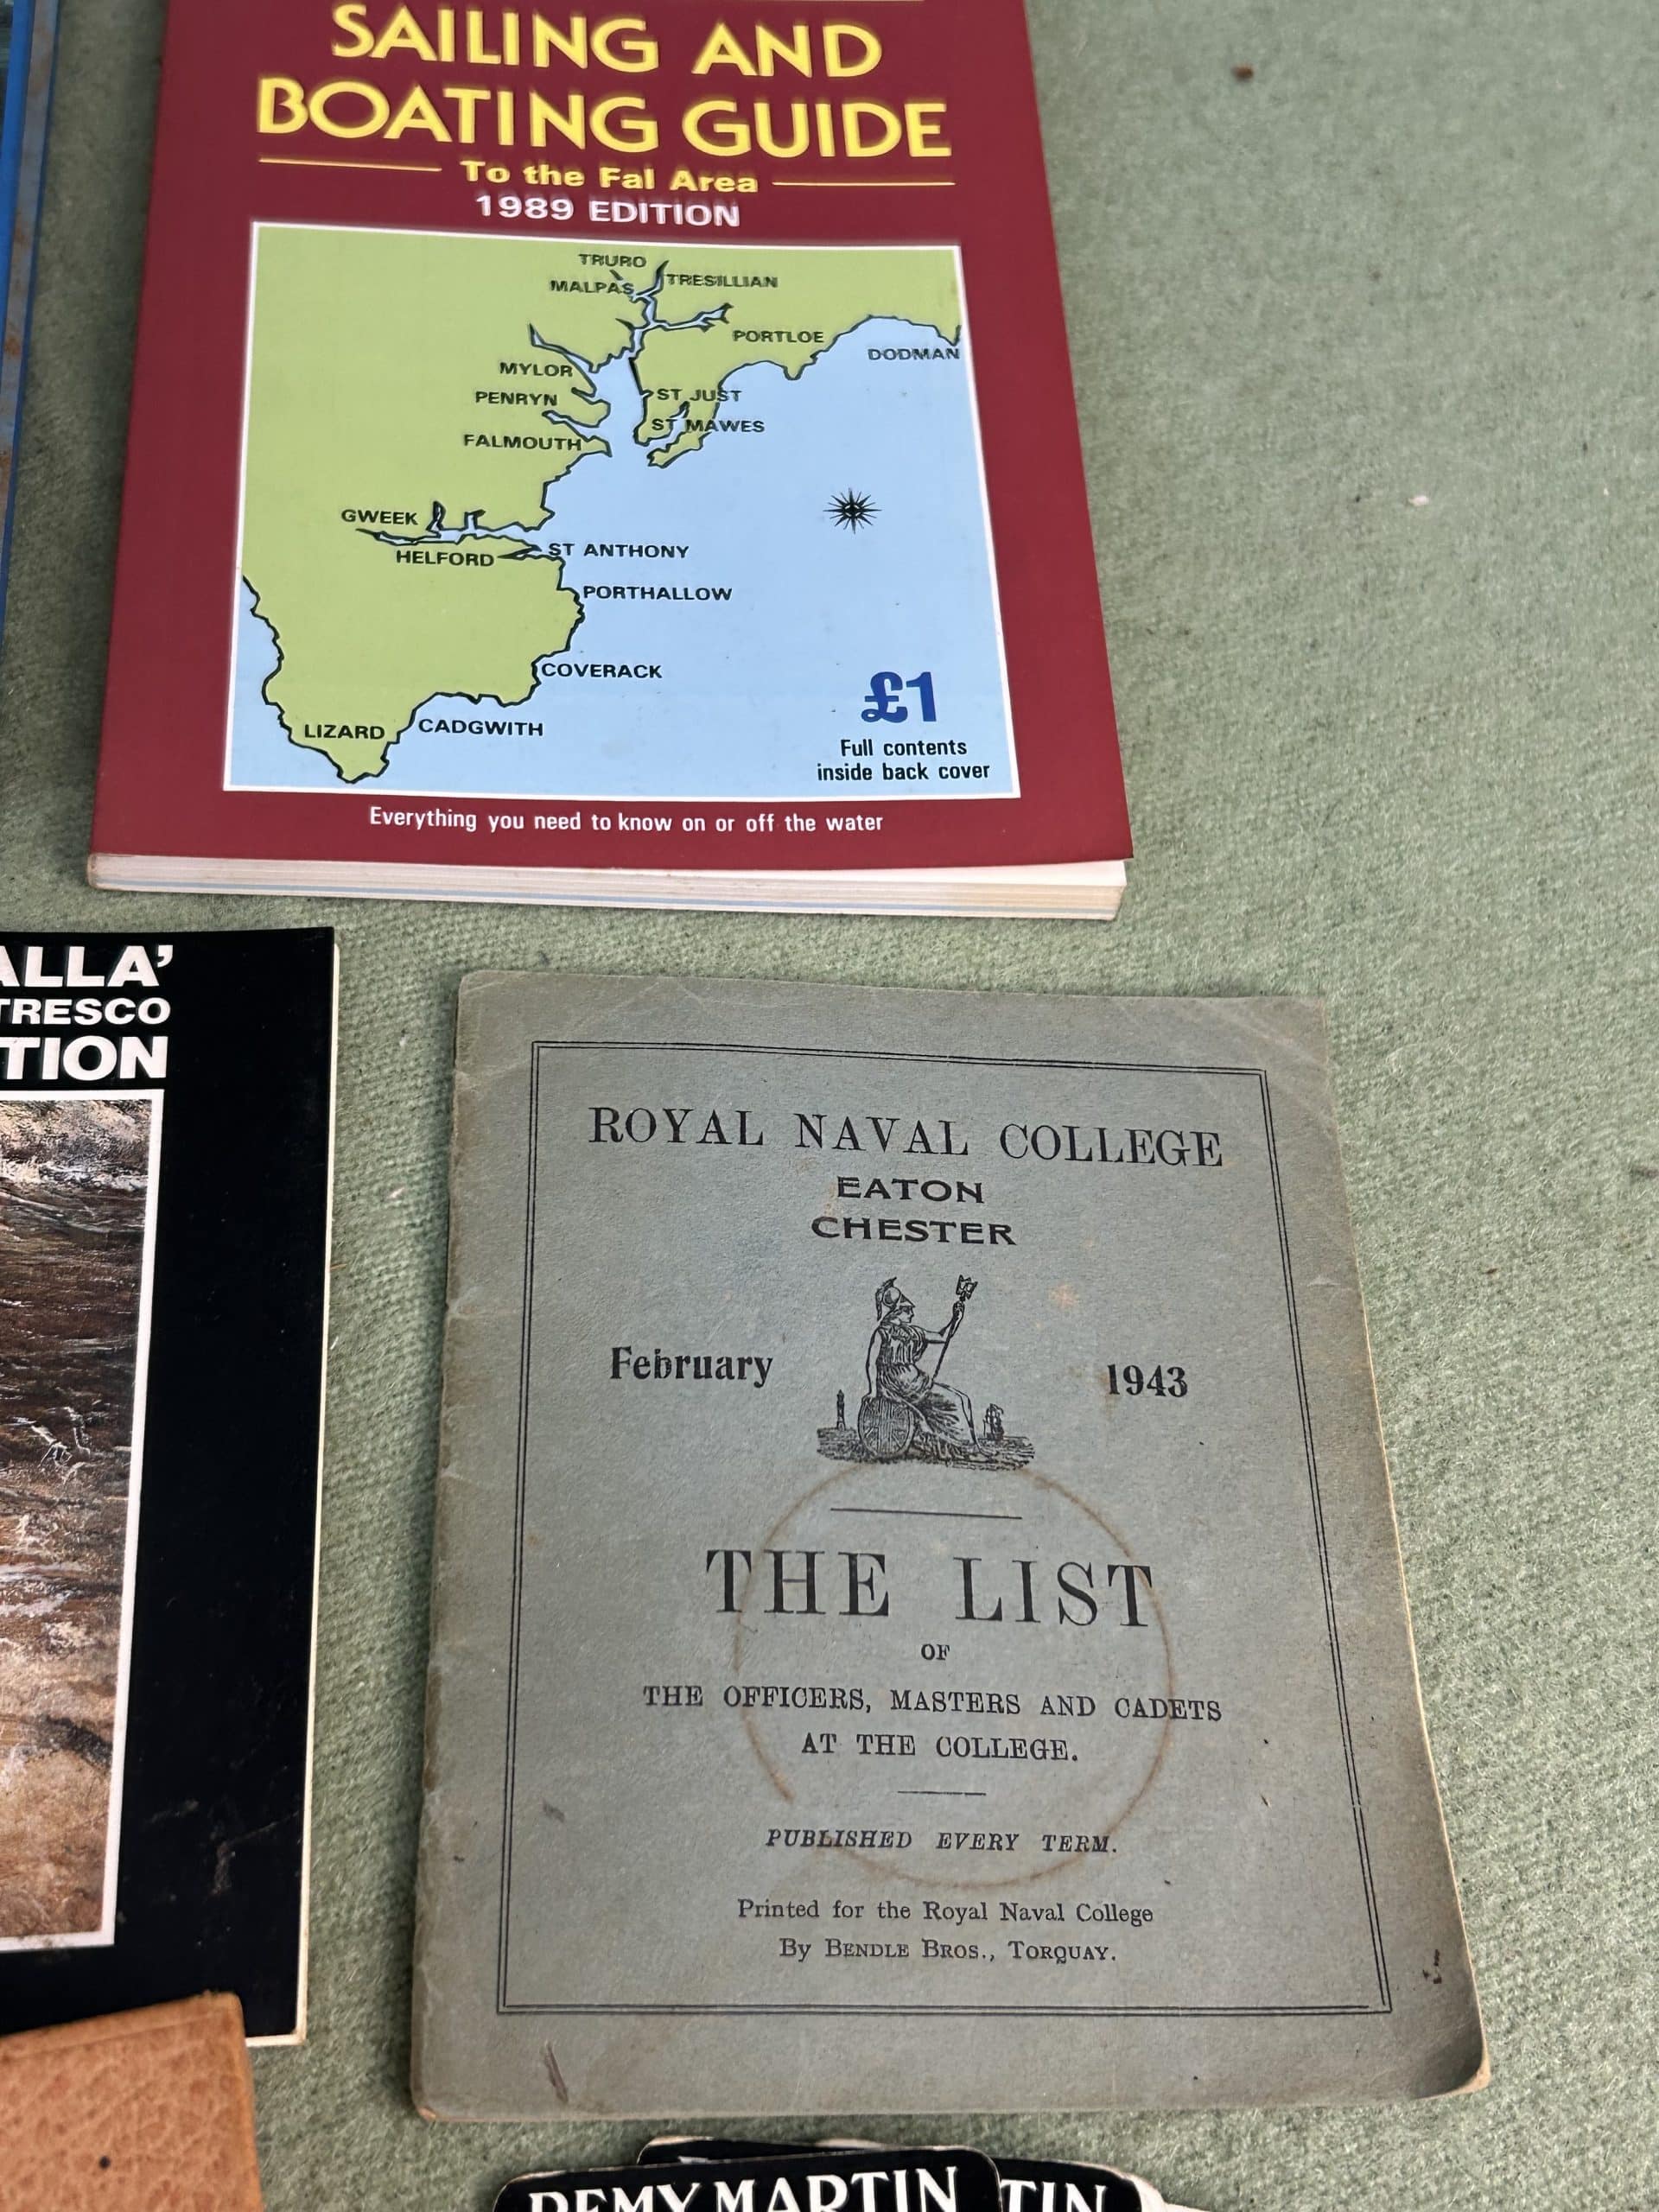 SAILING AND
BOATING GUIDE
To the Fal Area
1989 EDITION
TRURO
MALPAS
TRESILLIAN
PORTLOE
DODMAN
MYLOR
PENRYN
ST JUST
ST MAWES
FALMOUTH
GWEEK
HELFORD
ST ANTHONY
PORTHALLOW
COVERACK
LIZARD
CADGWITH
£1
Full contents
inside back cover
Everything you need to know on or off the water
ALLA'
TRESCO
TION
ROYAL NAVAL COLLEGE
EATON
CHESTER
February 1943
THE LIST
OF
THE OFFICERS, MASTERS AND CADETS
AT THE COLLEGE.
PUBLISHED EVERY TERM.
Printed for the Royal Naval College
By BENDLE BROS., TORQUAY.
REMY MARTIN
TIN